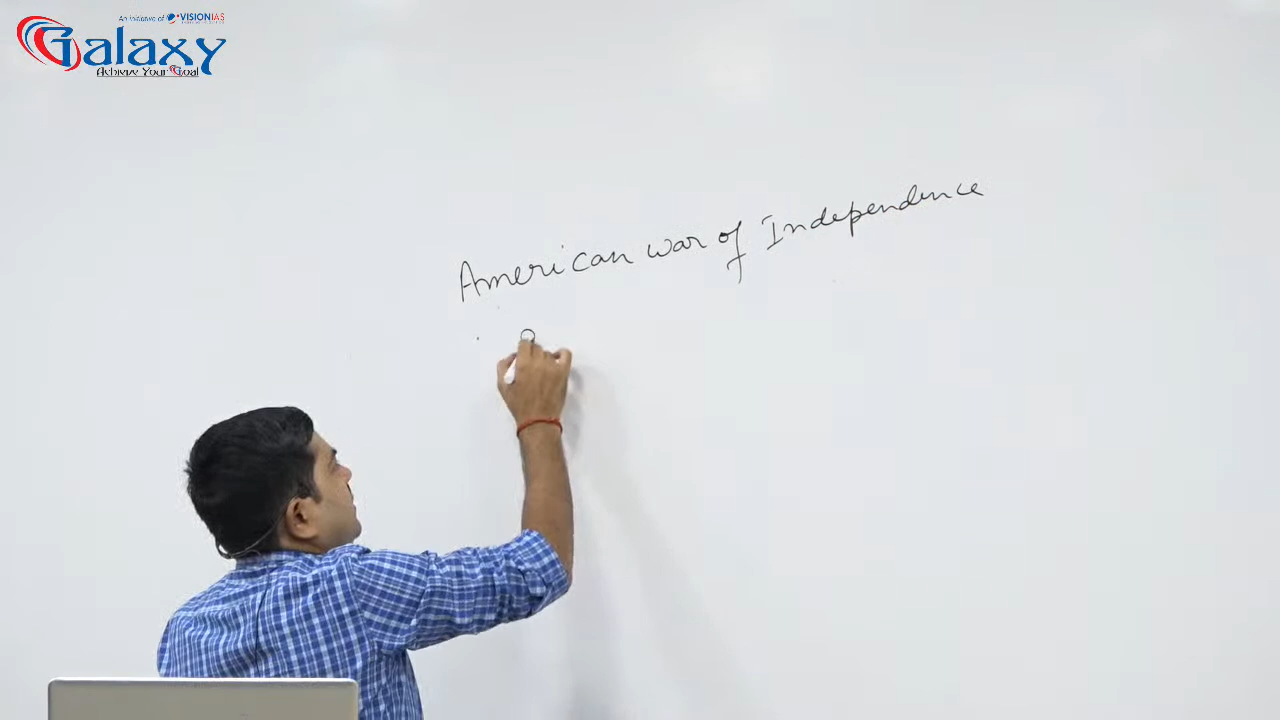 An initiative of VISIONIAS
Galaxy
Achieve Your Goal
American war of Independence